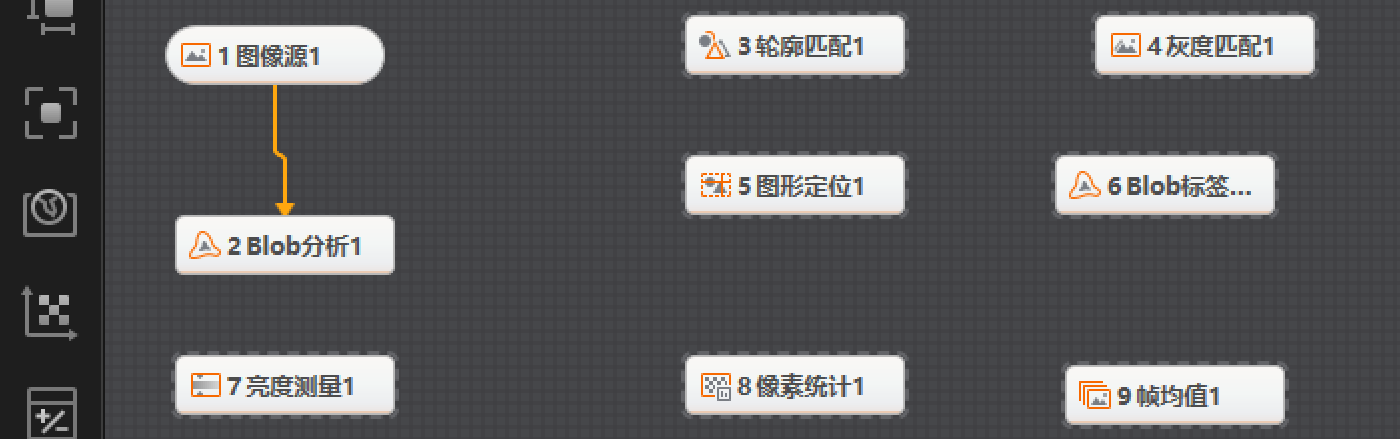 1 图像源1
3 轮廓匹配1
4 灰度匹配1
5 图形定位1
6 Blob标签...
2 Blob分析1
7 亮度测量1
8 像素统计1
9 帧均值1